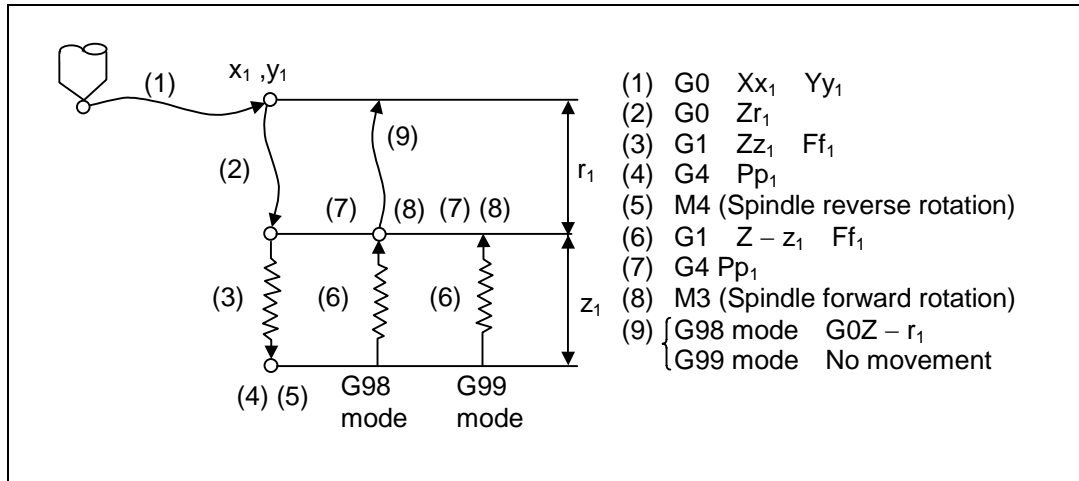 (1)
x₁ ,y₁
(2)
(9)
r₁
(7)
(8)
(7) (8)
(3)
(6)
(6)
z₁
(4) (5)
G98
mode
G99
mode
(1) G0 Xx₁ Yy₁
(2) G0 Zr₁
(3) G1 Zz₁ Ff₁
(4) G4 Pp₁
(5) M4 (Spindle reverse rotation)
(6) G1 Z – z₁ Ff₁
(7) G4 Pp₁
(8) M3 (Spindle forward rotation)
(9) G98 mode G0Z – r₁
G99 mode No movement